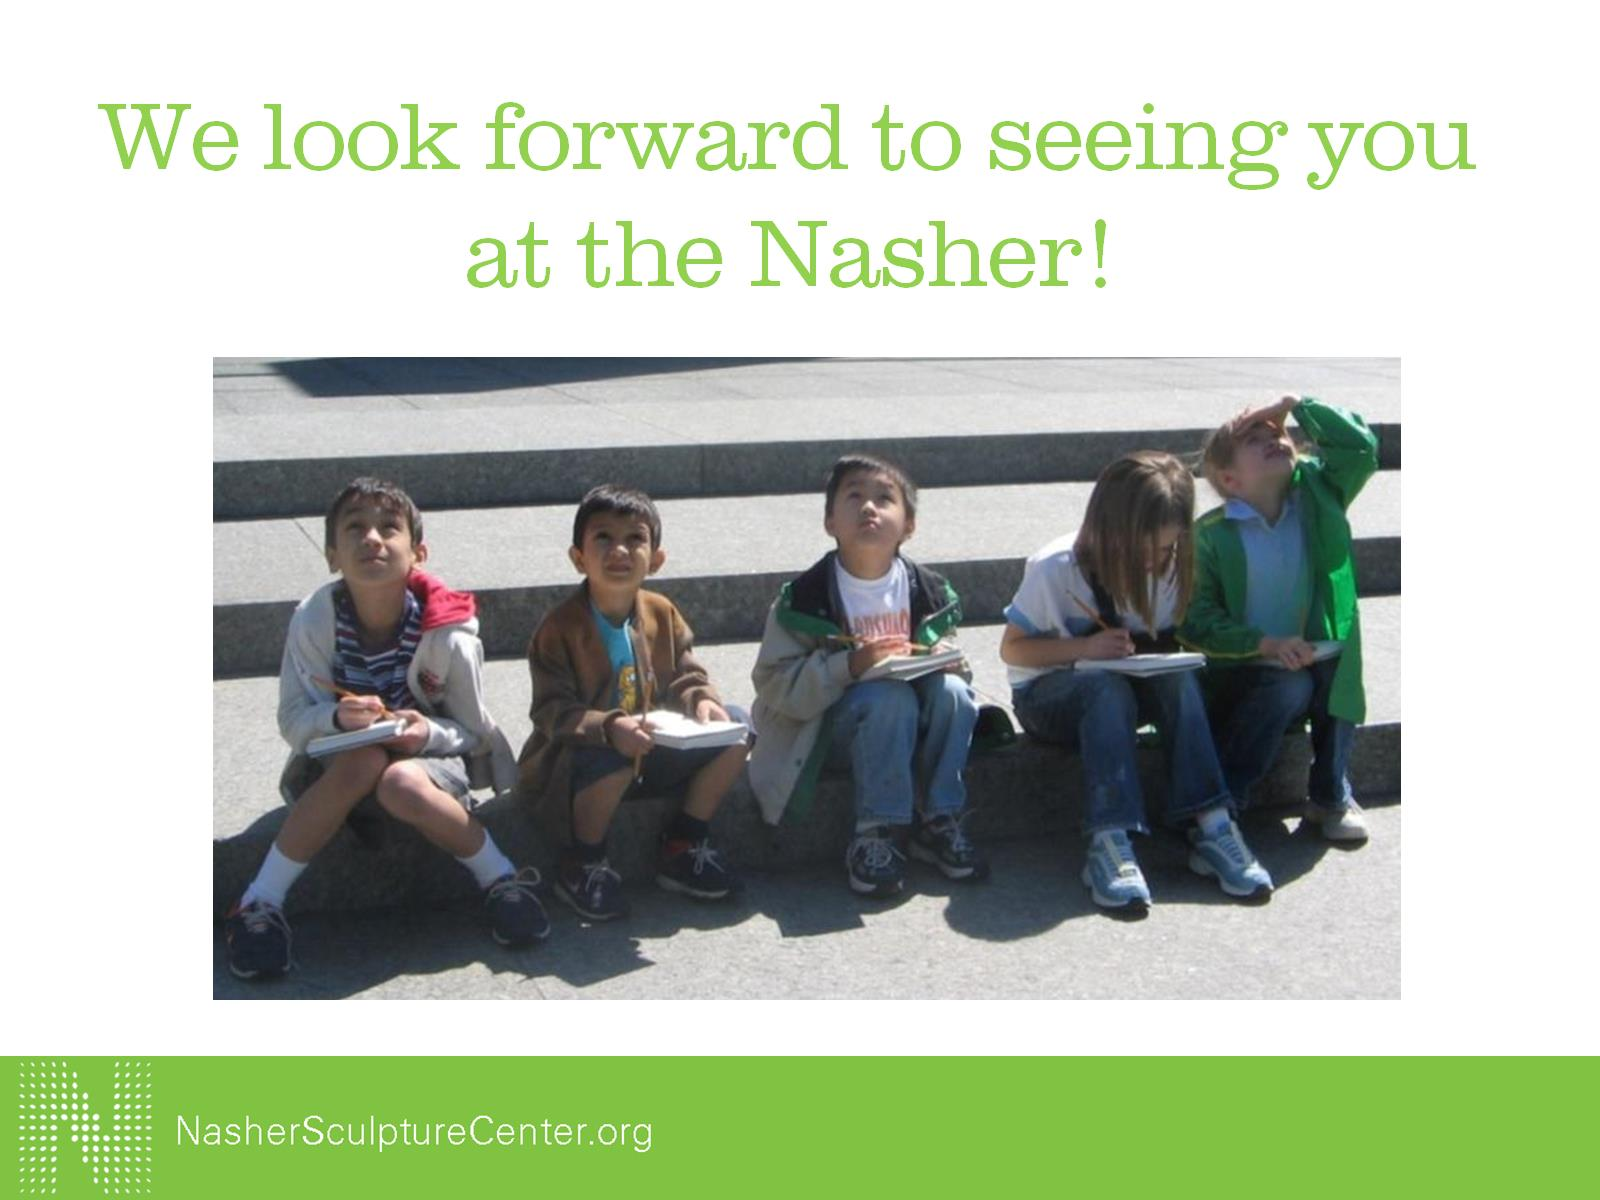 We look forward to seeing you
at the Nasher!
NasherSculptureCenter.org